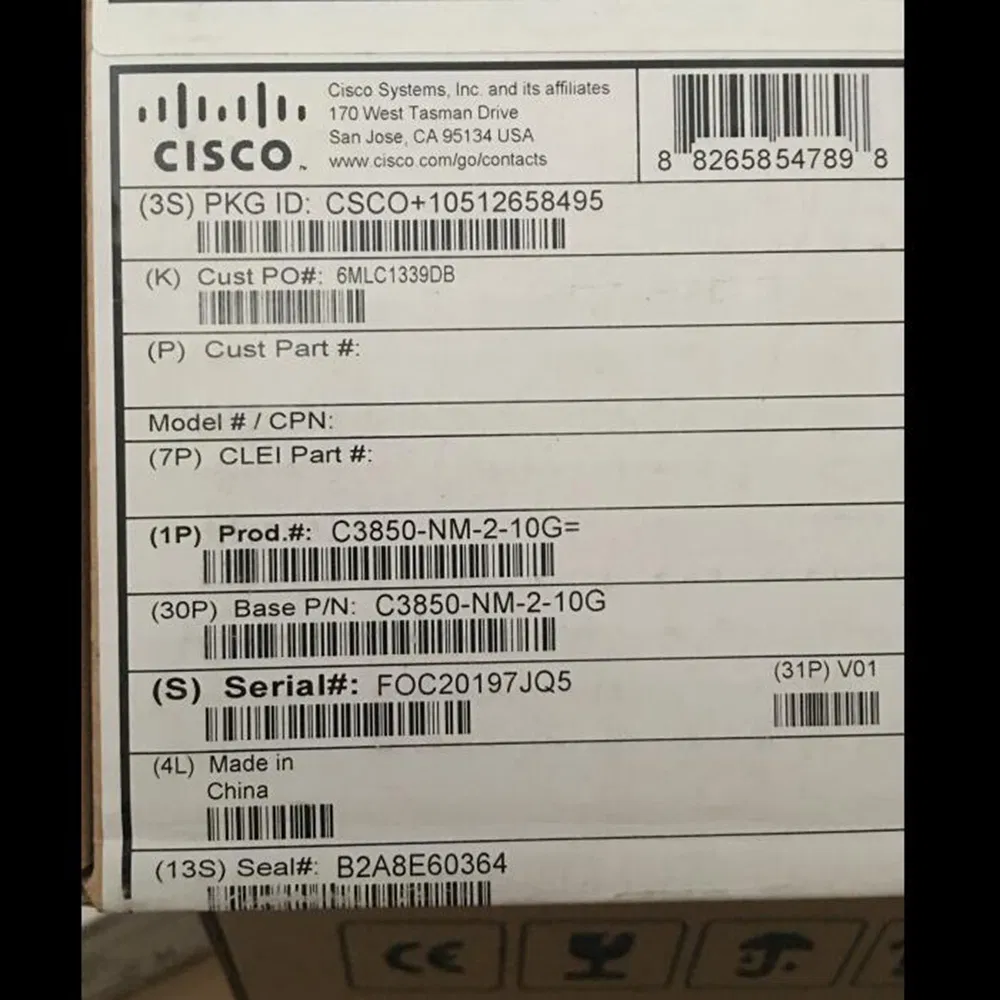 CISCO
Cisco Systems, Inc. and its affiliates
170 West Tasman Drive
San Jose, CA 95134 USA
www.cisco.com/go/contacts
8 8265854789 8
(3S) PKG ID: CSCO+10512658495
(K) Cust PO#: 6MLC1339DB
(P) Cust Part #:
Model # / CPN:
(7P) CLEI Part #:
(1P) Prod.#: C3850-NM-2-10G=
(30P) Base P/N: C3850-NM-2-10G
(S) Serial#: FOC20197JQ5
(31P) V01
(4L) Made in
China
(13S) Seal#: B2A8E60364
CE